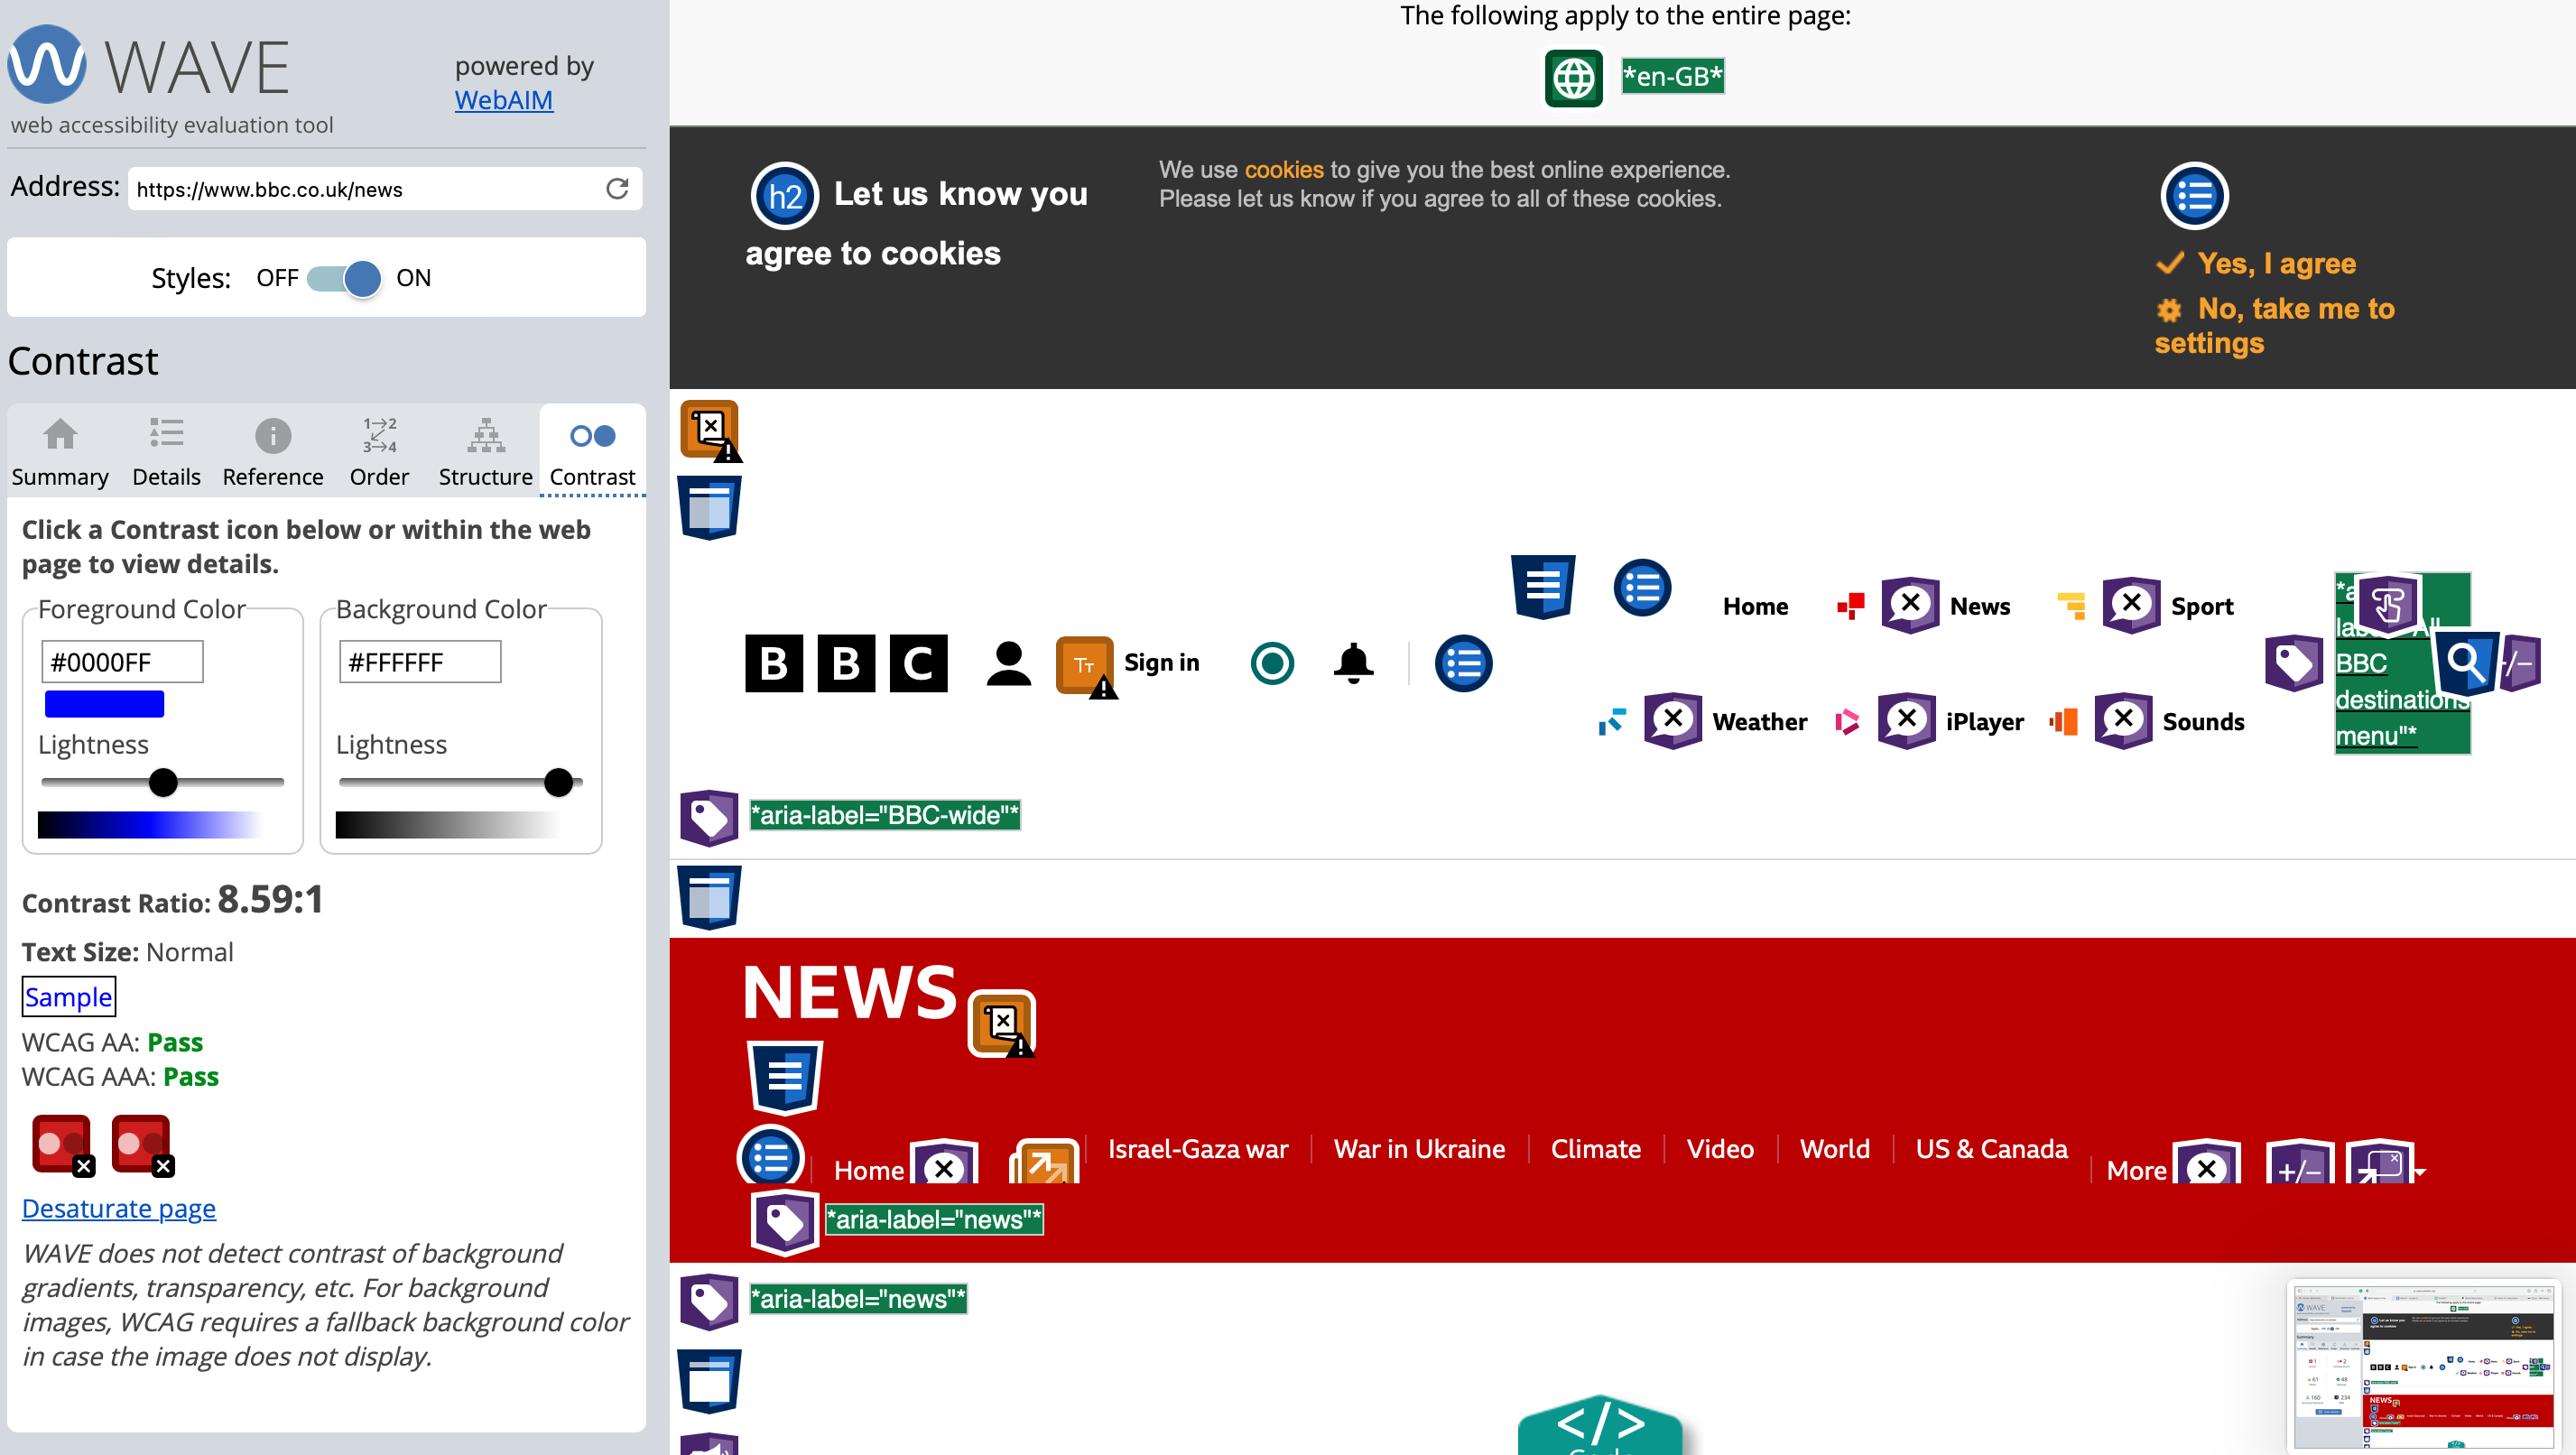 WAVE
powered by
WebAIM
web accessibility evaluation tool
Address: https://www.bbc.co.uk/news
Styles: OFF ON
Contrast
1→2
3→4
Summary Details Reference Order Structure Contrast
Click a Contrast icon below or within the web
page to view details.
Foreground Color Background Color
#0000FF #FFFFFF
Lightness Lightness
Contrast Ratio: 8.59:1
Text Size: Normal
Sample
WCAG AA: Pass
WCAG AAA: Pass
Desaturate page
WAVE does not detect contrast of background
gradients, transparency, etc. For background
images, WCAG requires a fallback background color
in case the image does not display.
The following apply to the entire page:
*en-GB*
h2 Let us know you
agree to cookies
We use cookies to give you the best online experience.
Please let us know if you agree to all of these cookies.
Yes, I agree
No, take me to
settings
Home News Sport
BBC Tт Sign in
Weather iPlayer Sounds
BBC
destinations
menu"*
+/−
*aria-label="BBC-wide"*
NEWS
Home Israel-Gaza war War in Ukraine Climate Video World US & Canada More +/−
*aria-label="news"*
*aria-label="news"*
</>